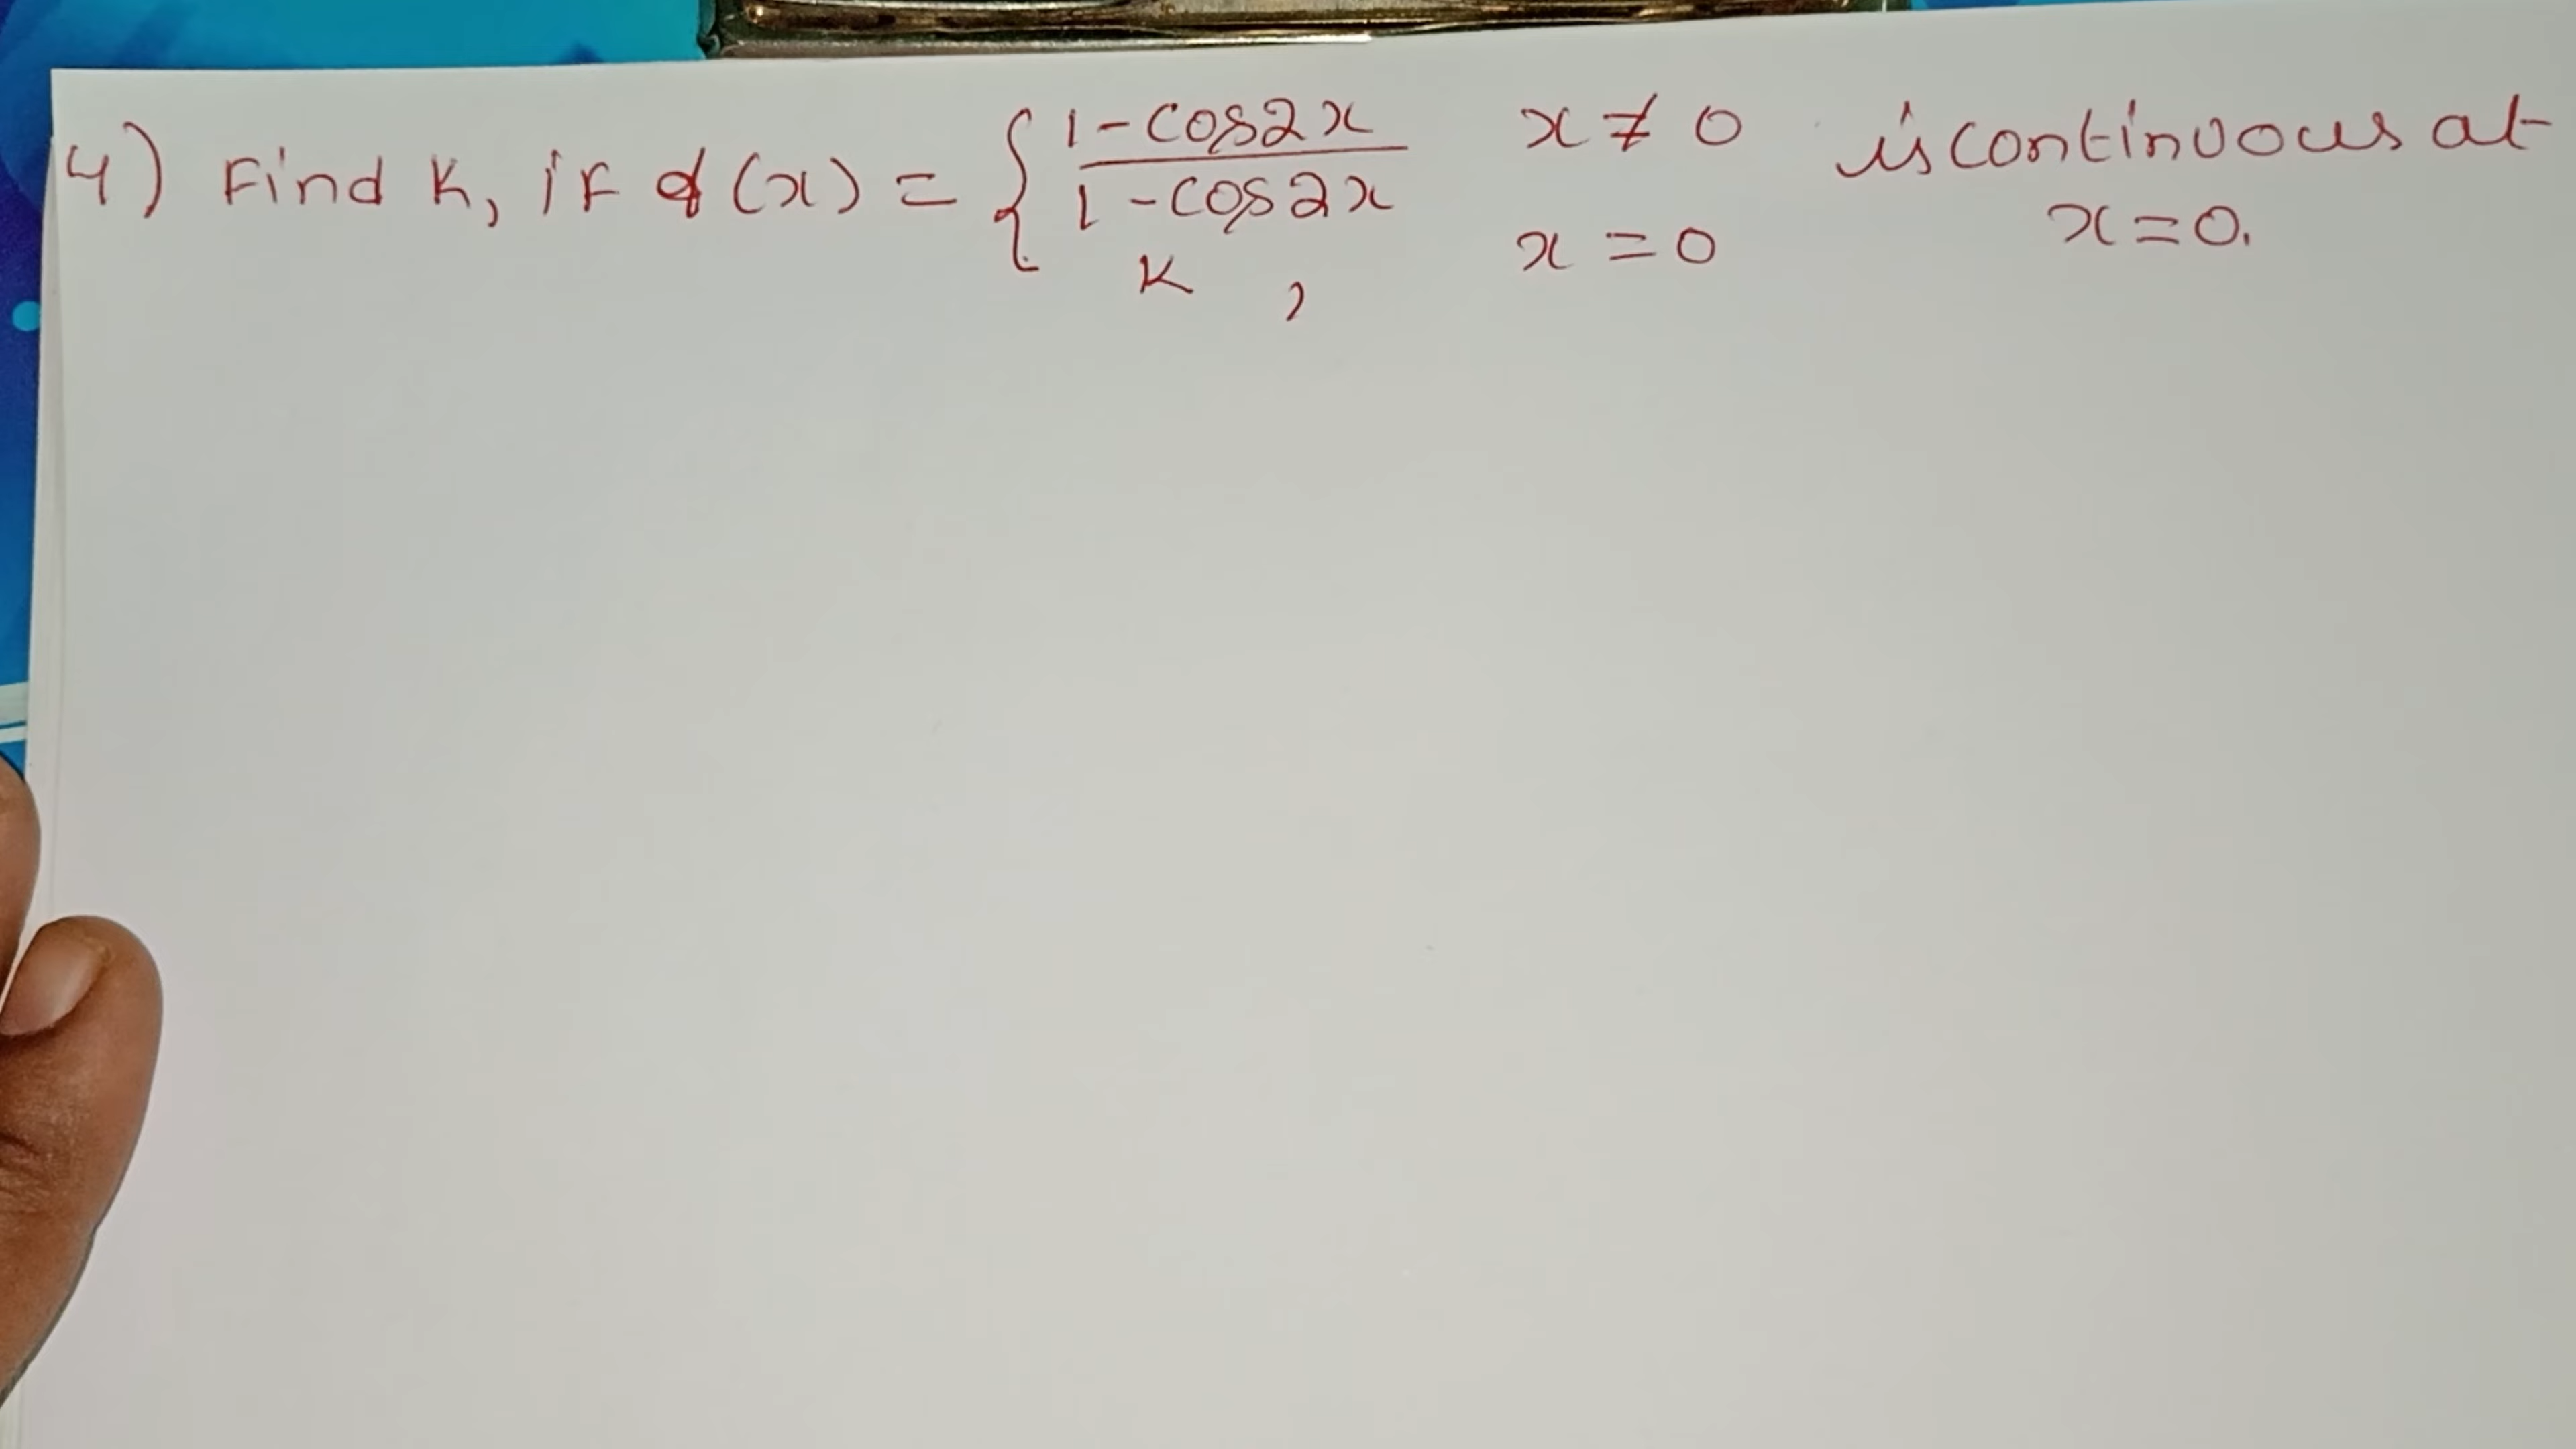 4) Find K, if f(x) = { 1-cos2x / 1-cos2x x ≠ 0 is continuous at
K , x = 0 x = 0.